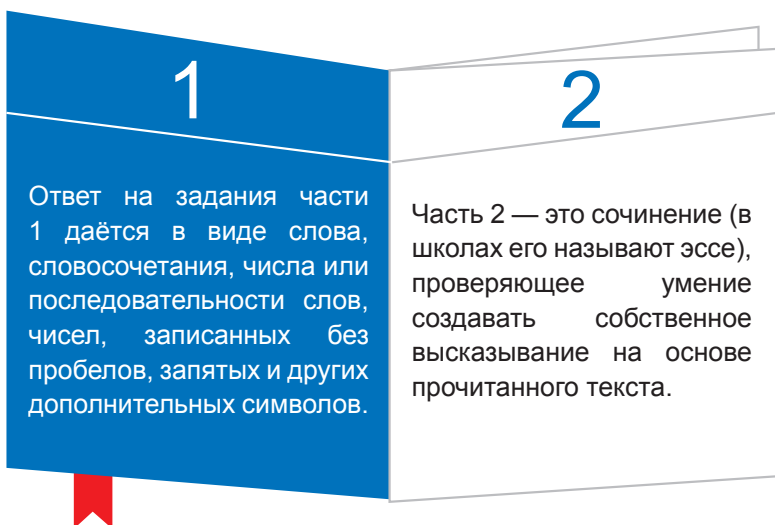 1
Ответ на задания части
1 даётся в виде слова,
словосочетания, числа или
последовательности слов,
чисел, записанных без
пробелов, запятых и других
дополнительных символов.
2
Часть 2 — это сочинение (в
школах его называют эссе),
проверяющее умение
создавать собственное
высказывание на основе
прочитанного текста.